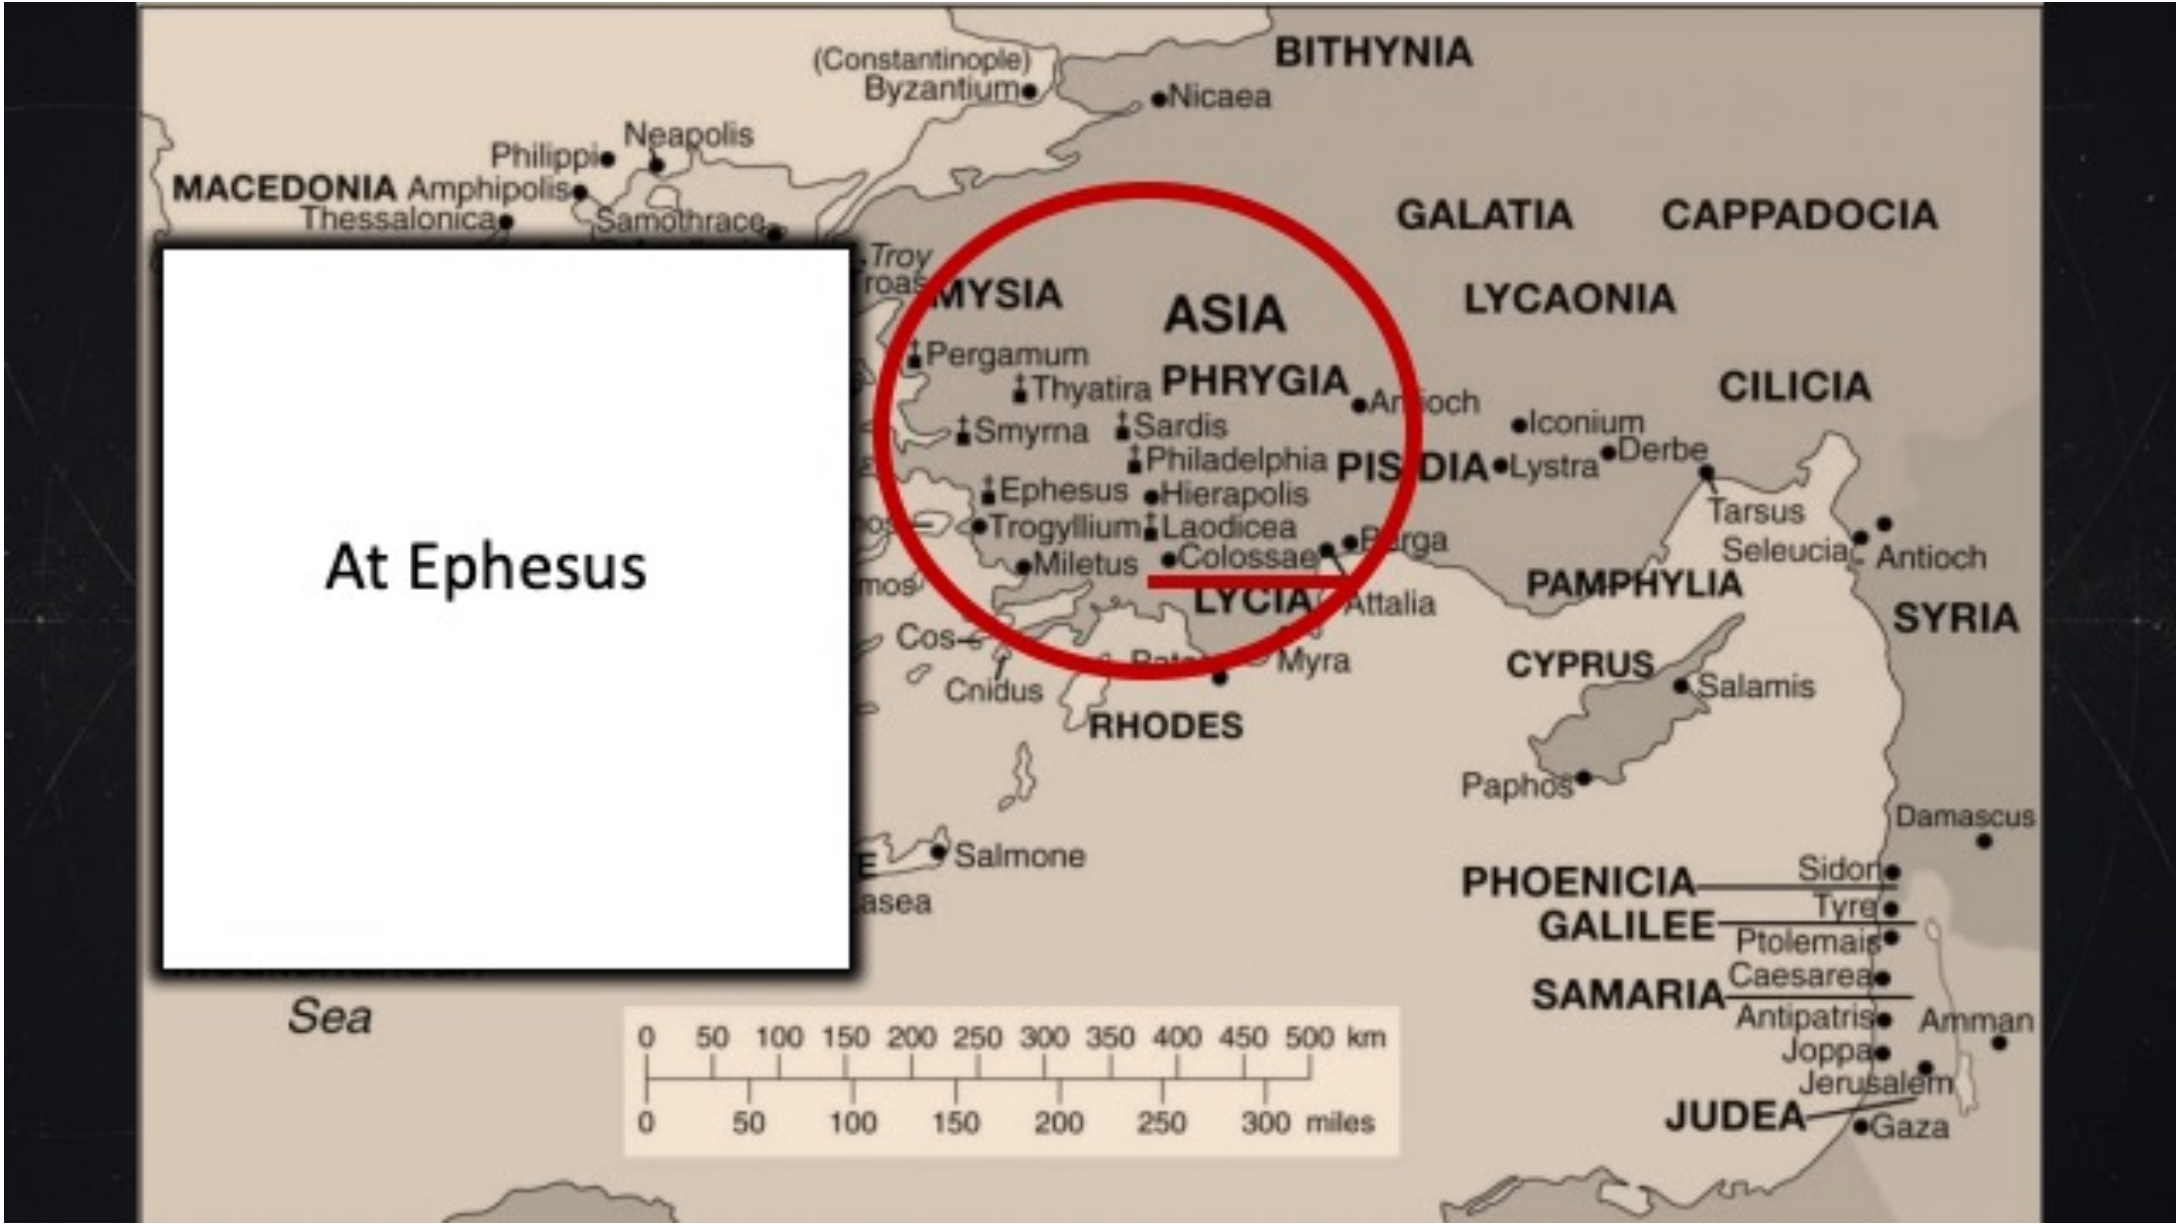 BITHYNIA
(Constantinople)
Byzantium
Nicaea
Neapolis
Philippi
MACEDONIA
Amphipolis
Thessalonica
Samothrace
GALATIA
CAPPADOCIA
Troy
MYSIA
ASIA
LYCAONIA
Pergamum
Thyatira
PHRYGIA
CILICIA
Antioch
Smyrna
Sardis
Iconium
Philadelphia
PISIDIA
Lystra
Derbe
Ephesus
Hierapolis
Trogyllium
Laodicea
Tarsus
Perga
Seleucia
Antioch
Miletus
Colossae
PAMPHYLIA
LYCIA
Attalia
SYRIA
At Ephesus
Cos
Myra
CYPRUS
Cnidus
Salamis
RHODES
Paphos
Damascus
Salmone
Sidon
PHOENICIA
Tyre
GALILEE
Ptolemais
Caesarea
SAMARIA
Sea
Antipatris
Amman
0 50 100 150 200 250 300 350 400 450 500 km
Joppa
Jerusalem
0 50 100 150 200 250 300 miles
JUDEA
Gaza